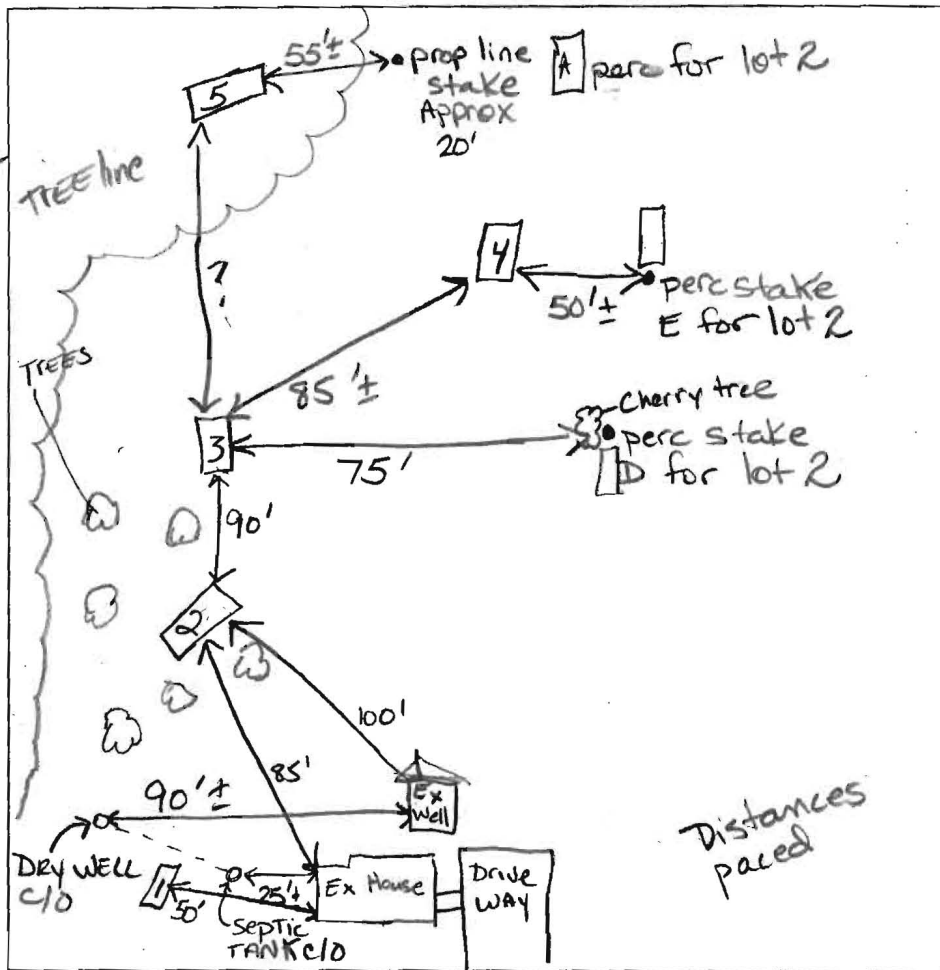 55'±
prop line
stake
Approx
20'
A
perc for lot 2
5
TREE line
4
50'±
perc stake
E for lot 2
?
TREES
85'±
Cherry tree
3
75'
perc stake
D for lot 2
90'
2
100'
85'
90'±
Ex
Well
Distances
paced
DRY WELL
C/O
1
50'
25'±
SEPTIC
TANK C/O
Ex House
Drive
WAY